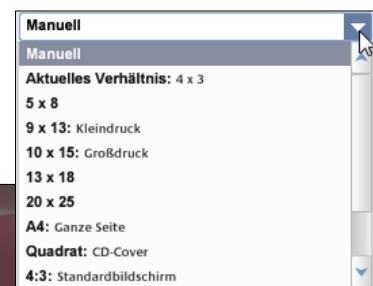 Manuell
Manuell
Aktuelles Verhältnis: 4 x 3
5 x 8
9 x 13: Kleindruck
10 x 15: Großdruck
13 x 18
20 x 25
A4: Ganze Seite
Quadrat: CD-Cover
4:3: Standardbildschirm